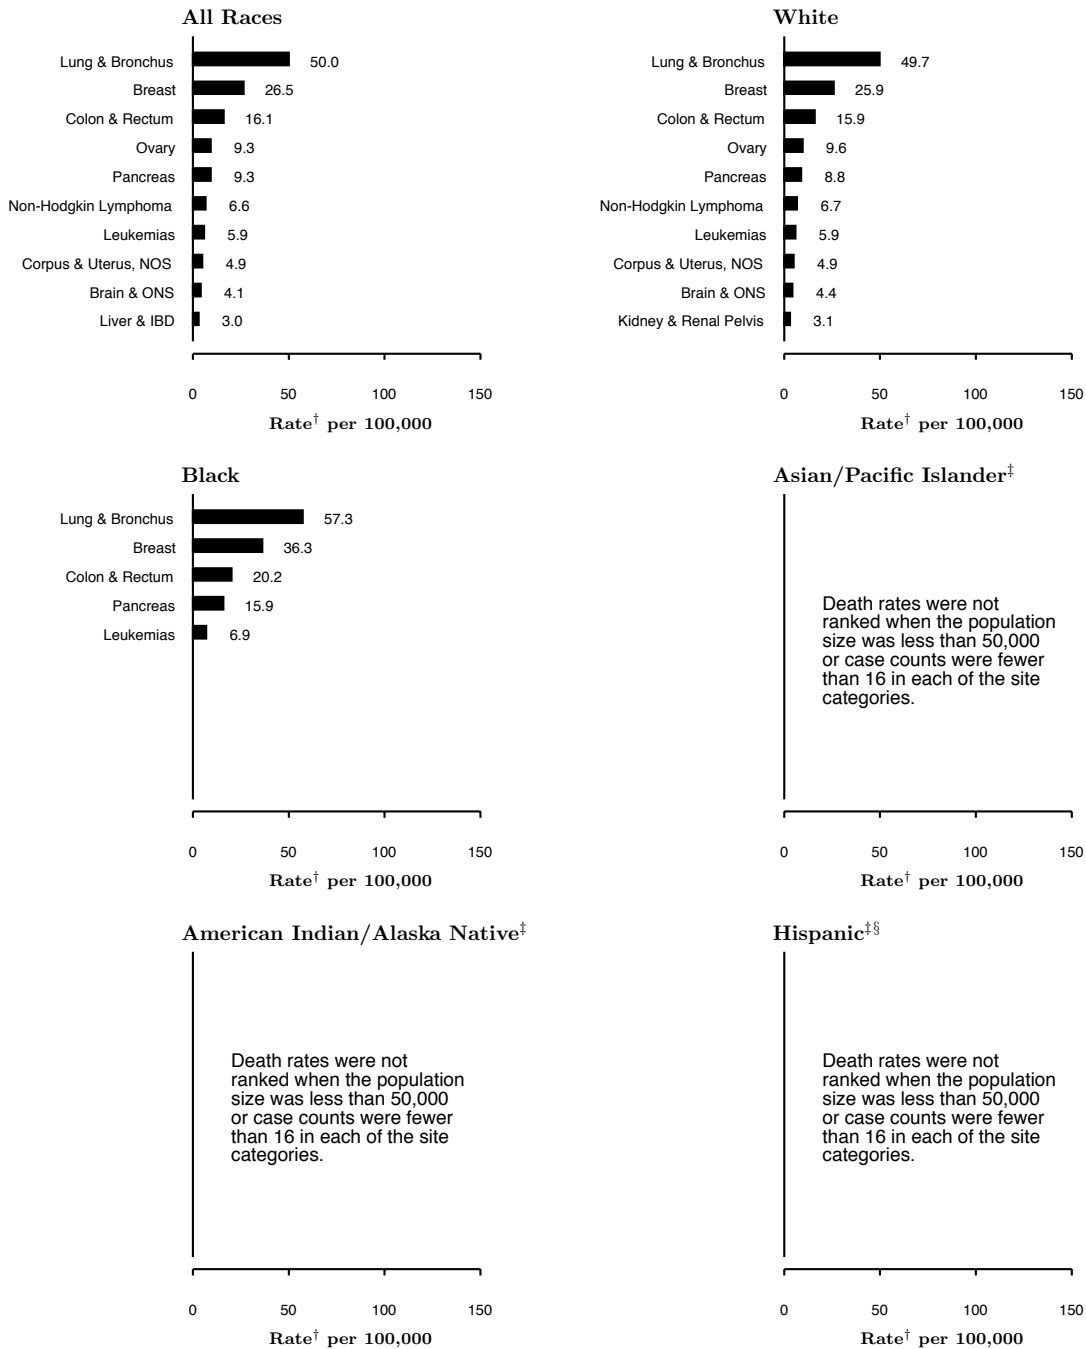 All Races
Lung & Bronchus 50.0
Breast 26.5
Colon & Rectum 16.1
Ovary 9.3
Pancreas 9.3
Non-Hodgkin Lymphoma 6.6
Leukemias 5.9
Corpus & Uterus, NOS 4.9
Brain & ONS 4.1
Liver & IBD 3.0
0 50 100 150
Rate† per 100,000
White
Lung & Bronchus 49.7
Breast 25.9
Colon & Rectum 15.9
Ovary 9.6
Pancreas 8.8
Non-Hodgkin Lymphoma 6.7
Leukemias 5.9
Corpus & Uterus, NOS 4.9
Brain & ONS 4.4
Kidney & Renal Pelvis 3.1
0 50 100 150
Rate† per 100,000
Black
Lung & Bronchus 57.3
Breast 36.3
Colon & Rectum 20.2
Pancreas 15.9
Leukemias 6.9
0 50 100 150
Rate† per 100,000
Asian/Pacific Islander‡
Death rates were not
ranked when the population
size was less than 50,000
or case counts were fewer
than 16 in each of the site
categories.
0 50 100 150
Rate† per 100,000
American Indian/Alaska Native‡
Death rates were not
ranked when the population
size was less than 50,000
or case counts were fewer
than 16 in each of the site
categories.
0 50 100 150
Rate† per 100,000
Hispanic‡§
Death rates were not
ranked when the population
size was less than 50,000
or case counts were fewer
than 16 in each of the site
categories.
0 50 100 150
Rate† per 100,000